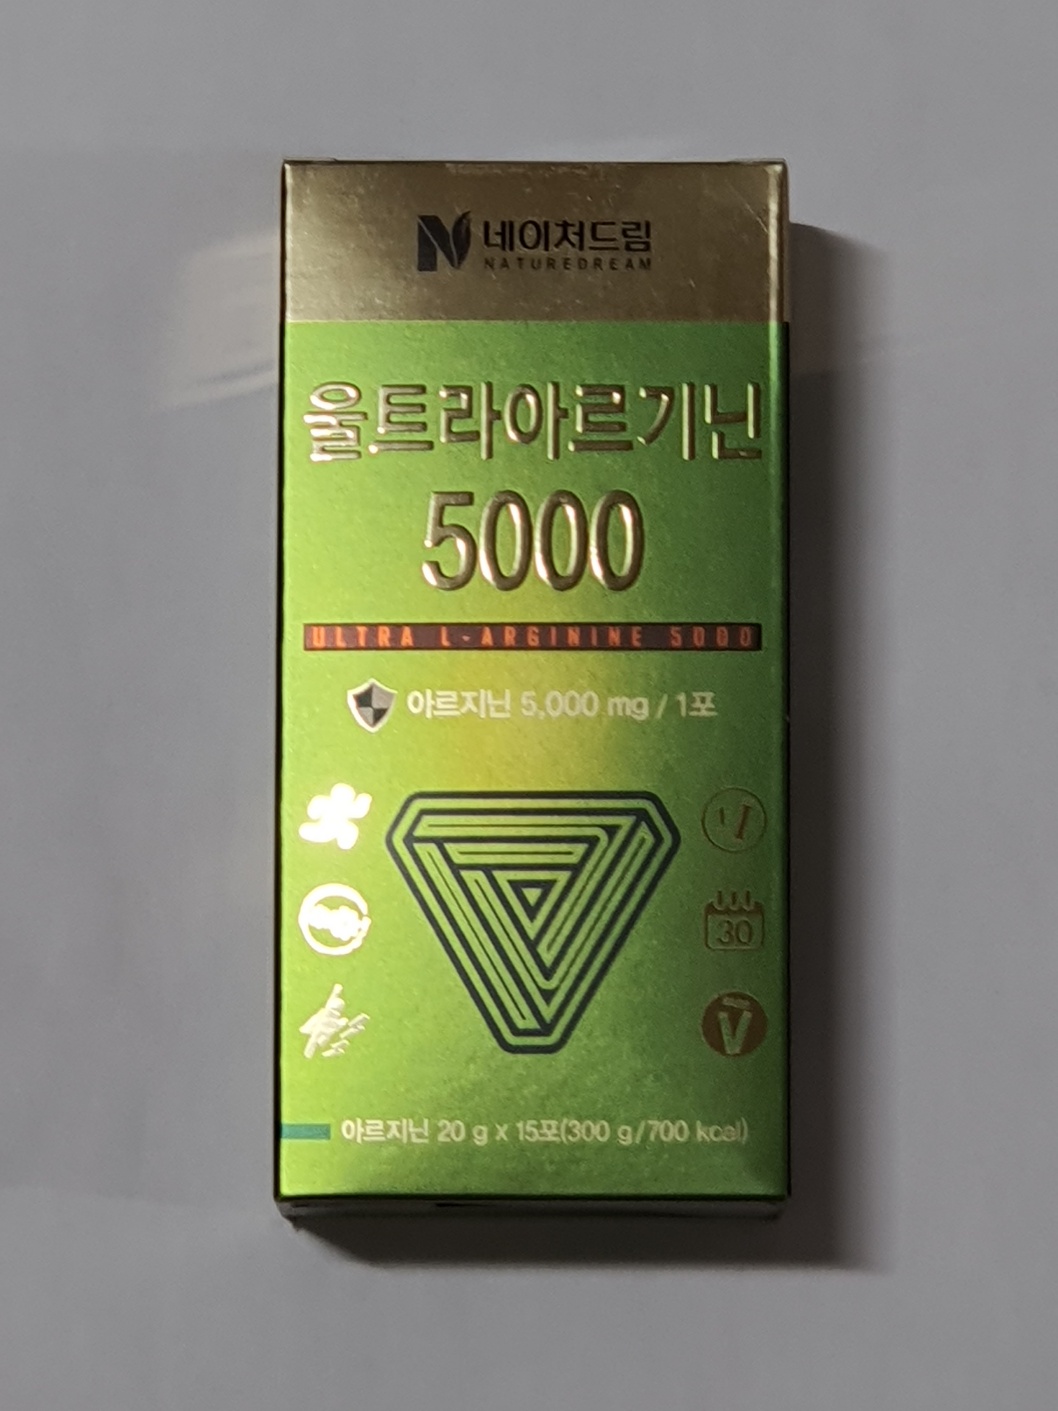 네이처드림
NATUREDREAM
울트라아르기닌
5000
ULTRA L-ARGININE 5000
아르지닌 5,000 mg / 1포
30
V
아르지닌 20 g x 15포(300 g/700 kcal)